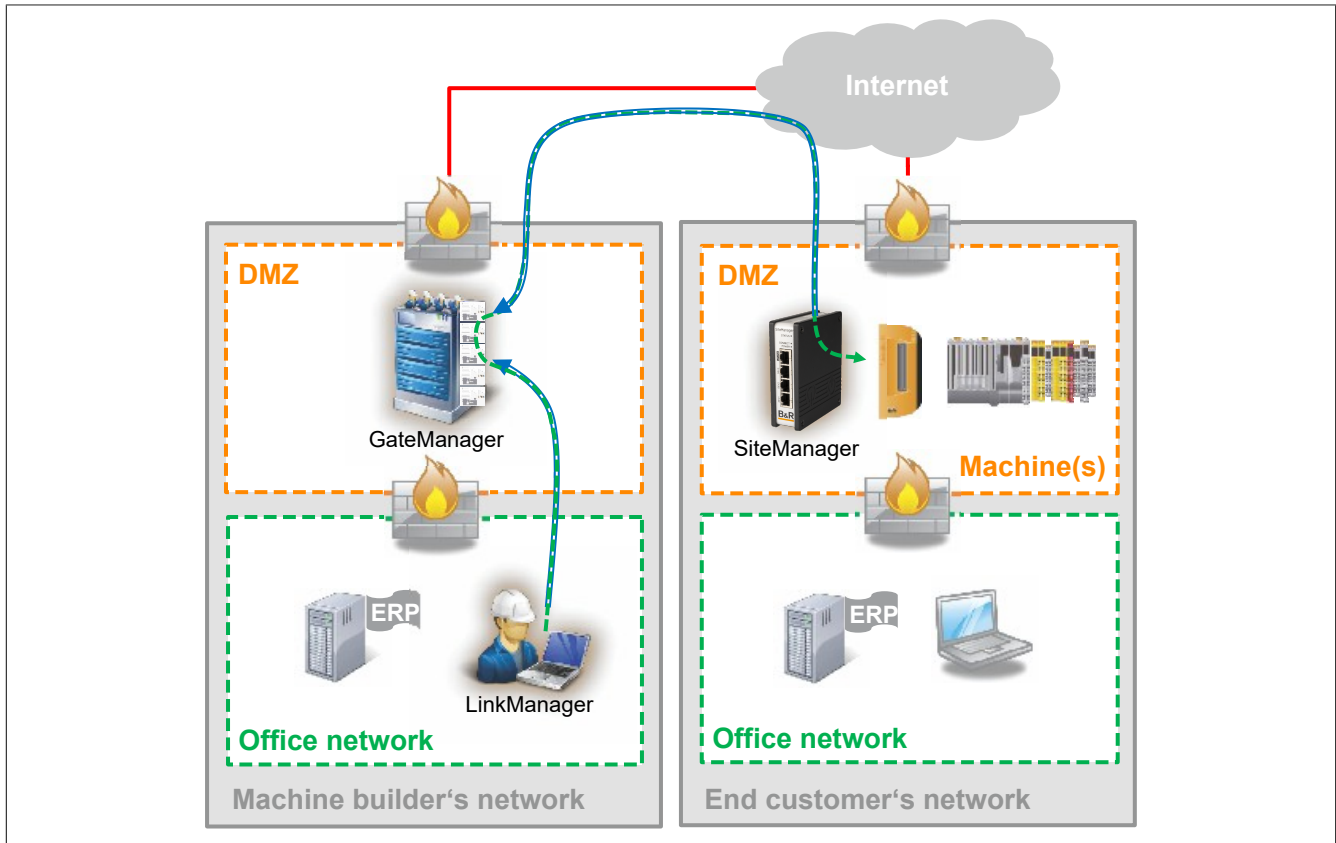 Internet
DMZ
GateManager
ERP
LinkManager
Office network
Machine builder‘s network
DMZ
B&R
SiteManager
Machine(s)
ERP
Office network
End customer‘s network